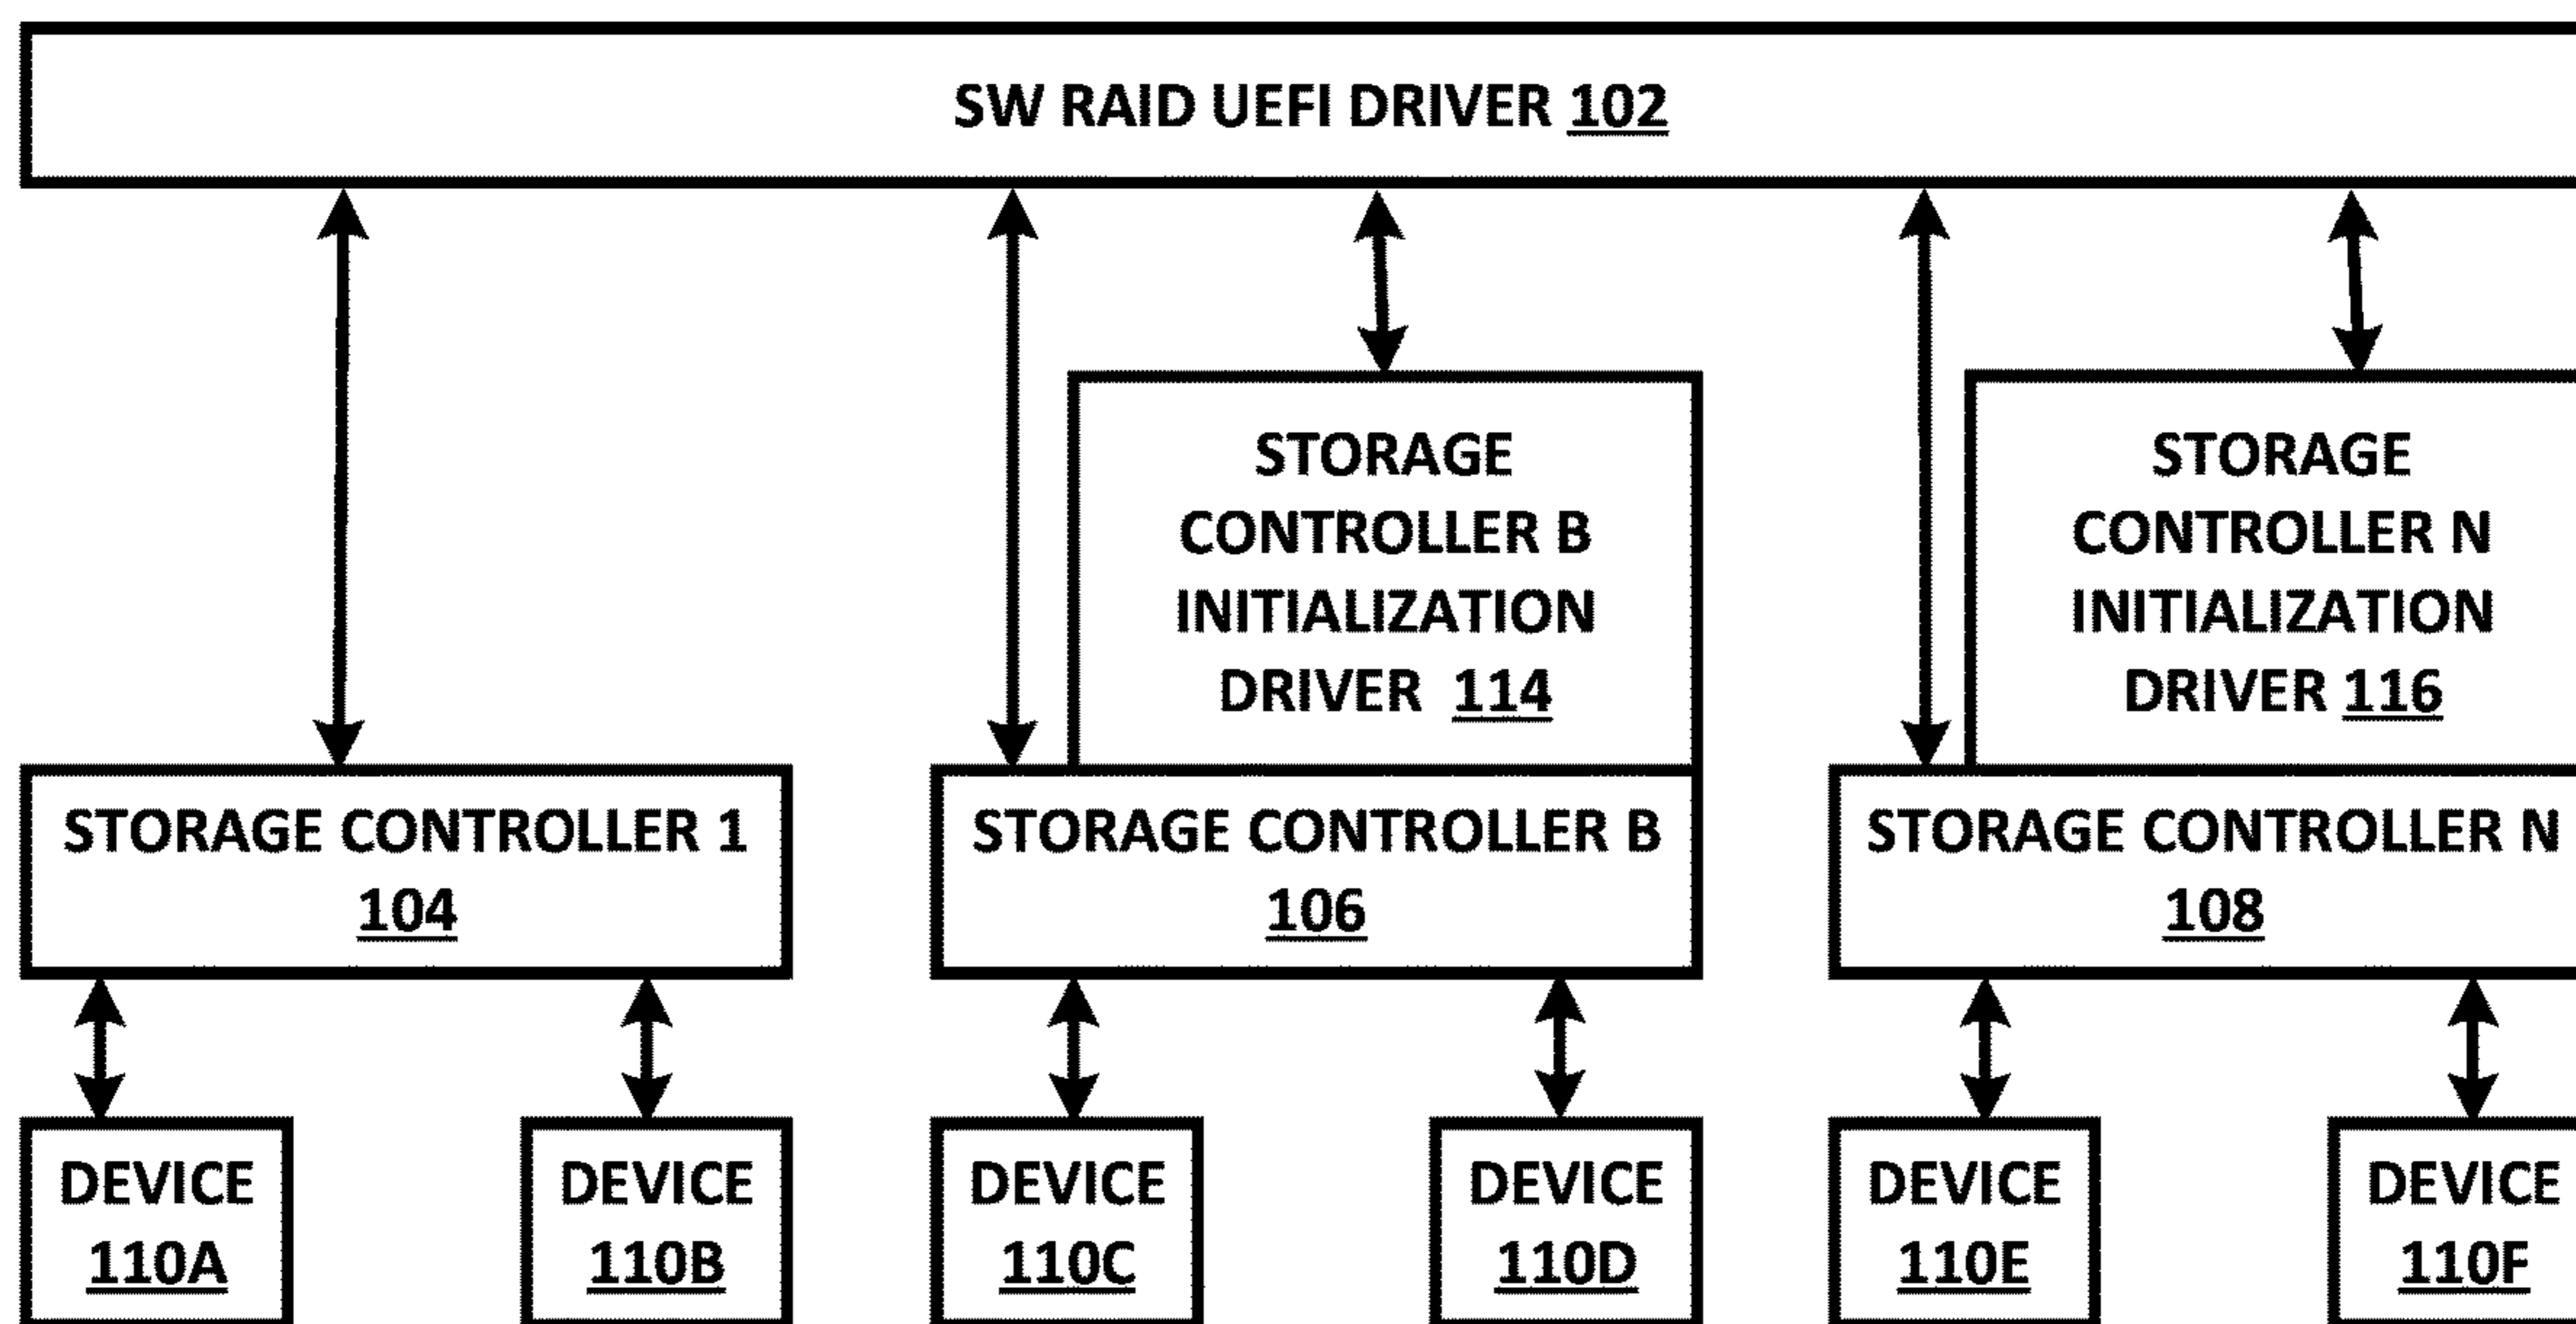 SW RAID UEFI DRIVER 102
STORAGE
CONTROLLER B
INITIALIZATION
DRIVER 114
STORAGE
CONTROLLER N
INITIALIZATION
DRIVER 116
STORAGE CONTROLLER 1
104
STORAGE CONTROLLER B
106
STORAGE CONTROLLER N
108
DEVICE
110A
DEVICE
110B
DEVICE
110C
DEVICE
110D
DEVICE
110E
DEVICE
110F